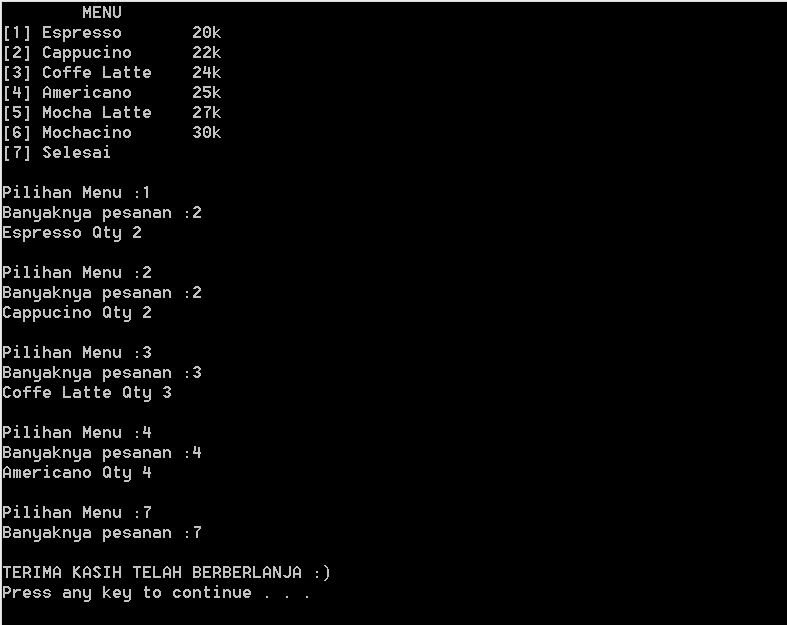 MENU
[1] Espresso 20k
[2] Cappucino 22k
[3] Coffe Latte 24k
[4] Americano 25k
[5] Mocha Latte 27k
[6] Mochacino 30k
[7] Selesai
Pilihan Menu :1
Banyaknya pesanan :2
Espresso Qty 2
Pilihan Menu :2
Banyaknya pesanan :2
Cappucino Qty 2
Pilihan Menu :3
Banyaknya pesanan :3
Coffe Latte Qty 3
Pilihan Menu :4
Banyaknya pesanan :4
Americano Qty 4
Pilihan Menu :7
Banyaknya pesanan :7
TERIMA KASIH TELAH BERBERLANJA :)
Press any key to continue . . .